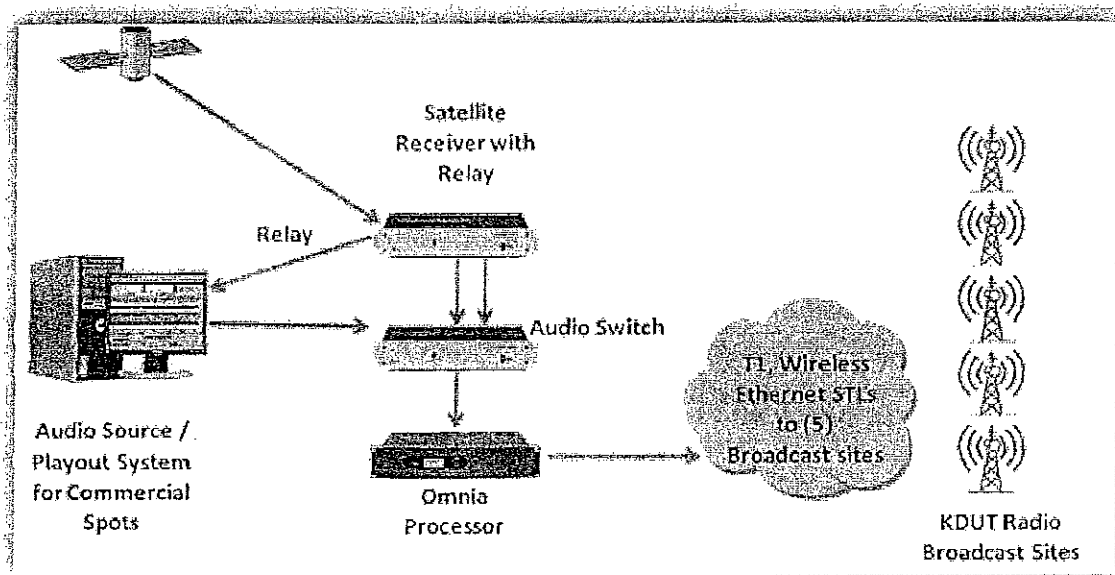 Satellite
Receiver with
Relay
Relay
Audio Switch
T1, Wireless
Ethernet STLs
to (5)
Broadcast sites
Audio Source /
Playout System
for Commercial
Spots
Omnia
Processor
KDUT Radio
Broadcast Sites